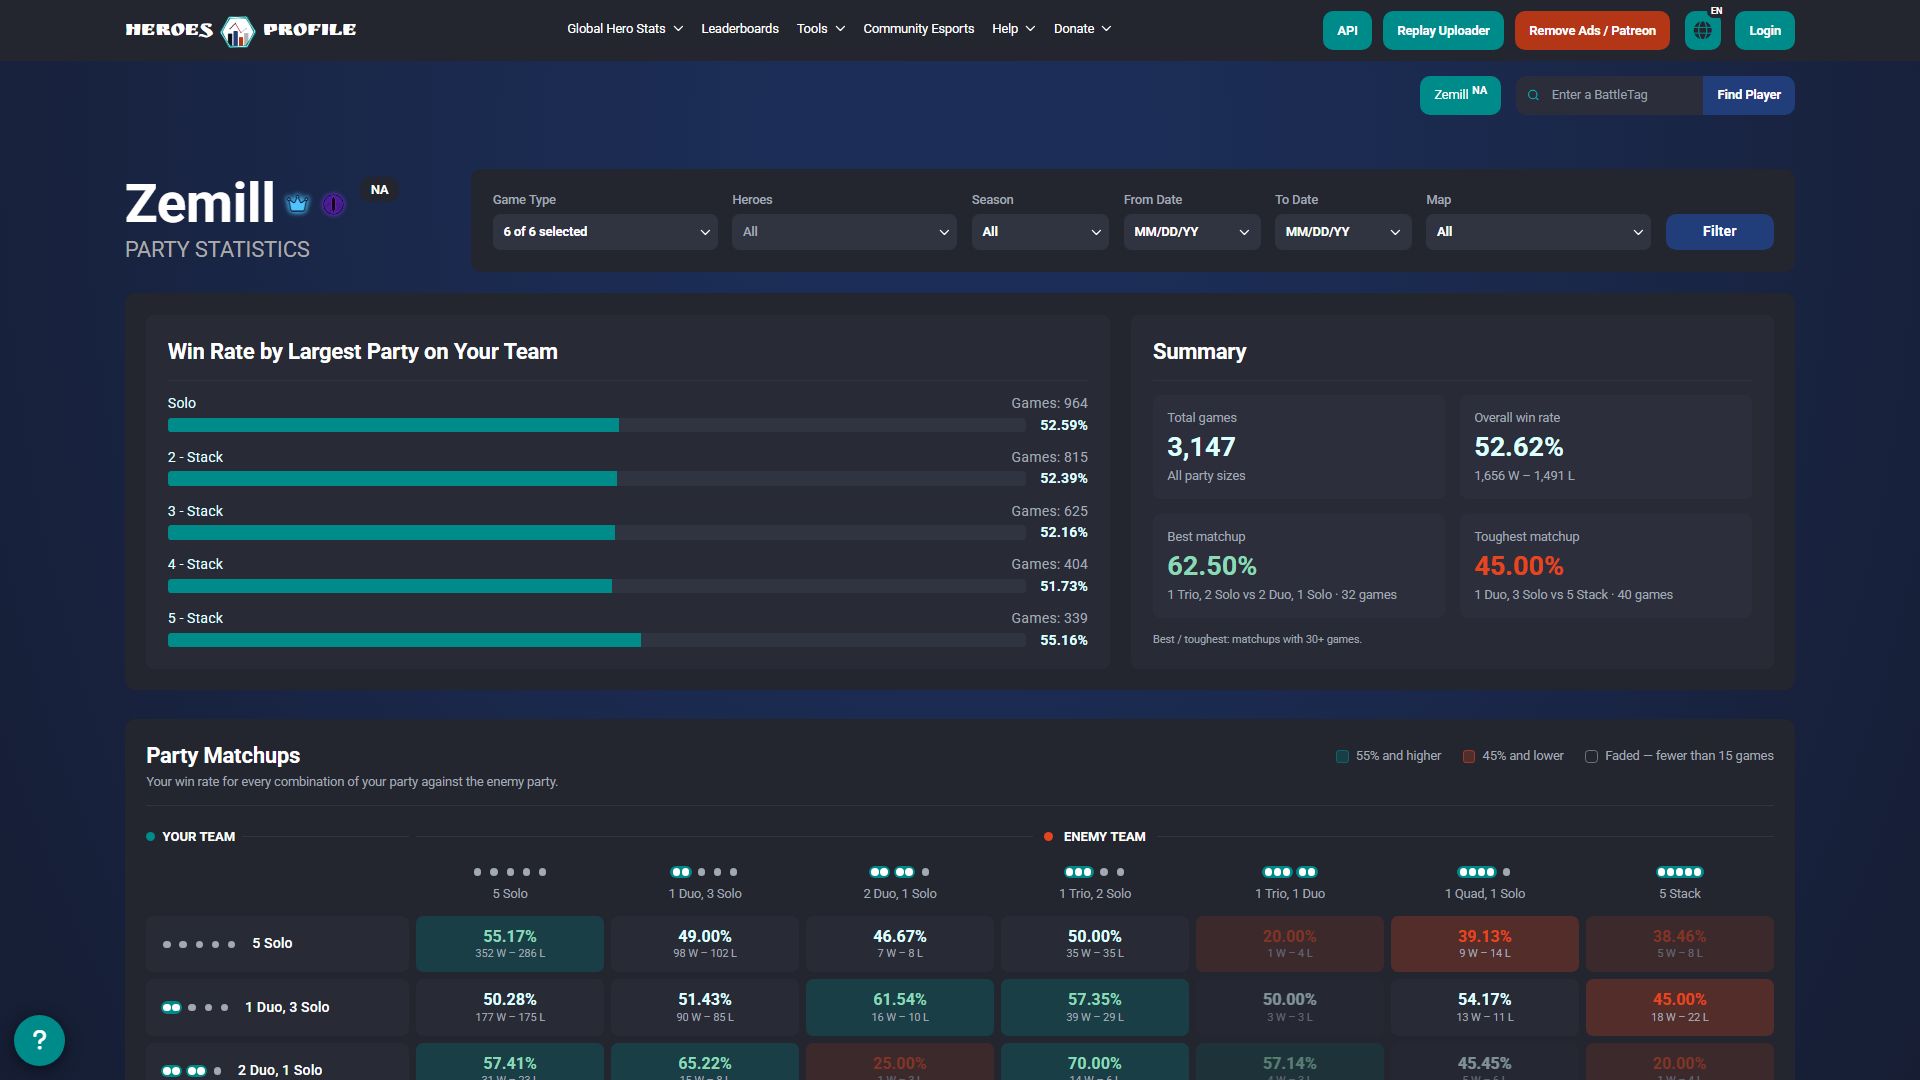 HEROES PROFILE
Global Hero Stats Leaderboards Tools Community Esports Help Donate
API Replay Uploader Remove Ads / Patreon EN Login
Zemill NA Enter a BattleTag Find Player
Zemill NA
PARTY STATISTICS
Game Type Heroes Season From Date To Date Map
6 of 6 selected All All MM/DD/YY MM/DD/YY All Filter
Win Rate by Largest Party on Your Team
Solo Games: 964
52.59%
2 - Stack Games: 815
52.39%
3 - Stack Games: 625
52.16%
4 - Stack Games: 404
51.73%
5 - Stack Games: 339
55.16%
Summary
Total games
3,147
All party sizes
Overall win rate
52.62%
1,656 W – 1,491 L
Best matchup
62.50%
1 Trio, 2 Solo vs 2 Duo, 1 Solo · 32 games
Toughest matchup
45.00%
1 Duo, 3 Solo vs 5 Stack · 40 games
Best / toughest: matchups with 30+ games.
Party Matchups
Your win rate for every combination of your party against the enemy party.
55% and higher 45% and lower Faded — fewer than 15 games
YOUR TEAM ENEMY TEAM
5 Solo 1 Duo, 3 Solo 2 Duo, 1 Solo 1 Trio, 2 Solo 1 Trio, 1 Duo 1 Quad, 1 Solo 5 Stack
5 Solo
55.17% 49.00% 46.67% 50.00% 20.00% 39.13% 38.46%
352 W – 286 L 98 W – 102 L 7 W – 8 L 35 W – 35 L 1 W – 4 L 9 W – 14 L 5 W – 8 L
1 Duo, 3 Solo
50.28% 51.43% 61.54% 57.35% 50.00% 54.17% 45.00%
177 W – 175 L 90 W – 85 L 16 W – 10 L 39 W – 29 L 3 W – 3 L 13 W – 11 L 18 W – 22 L
2 Duo, 1 Solo
57.41% 65.22% 25.00% 70.00% 57.14% 45.45% 20.00%
?